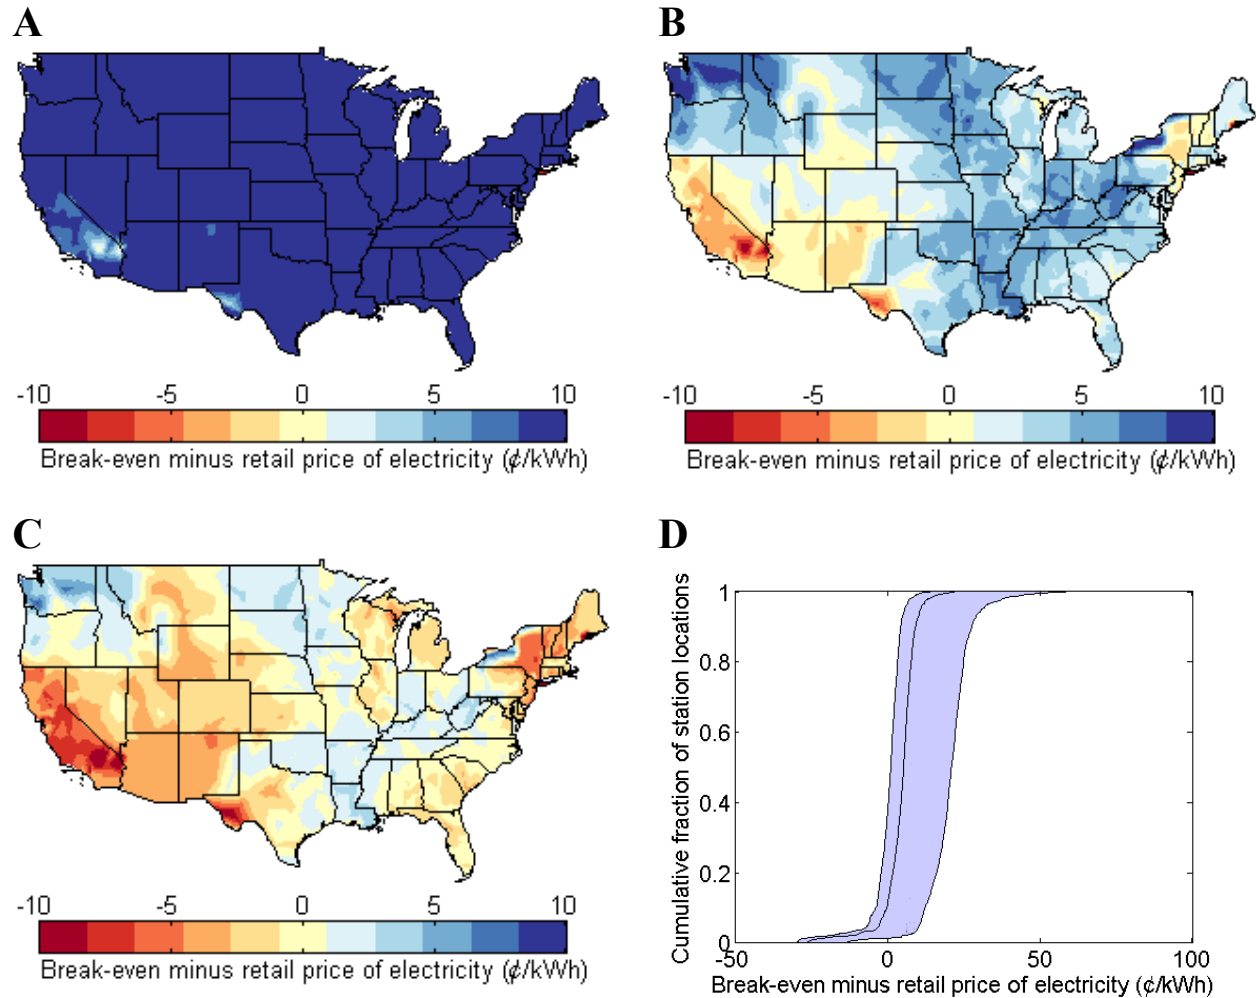 A
B
-10 -5 0 5 10
Break-even minus retail price of electricity (¢/kWh)
-10 -5 0 5 10
Break-even minus retail price of electricity (¢/kWh)
C
D
-10 -5 0 5 10
Break-even minus retail price of electricity (¢/kWh)
Cumulative fraction of station locations
1
0.8
0.6
0.4
0.2
0
-50 0 50 100
Break-even minus retail price of electricity (¢/kWh)